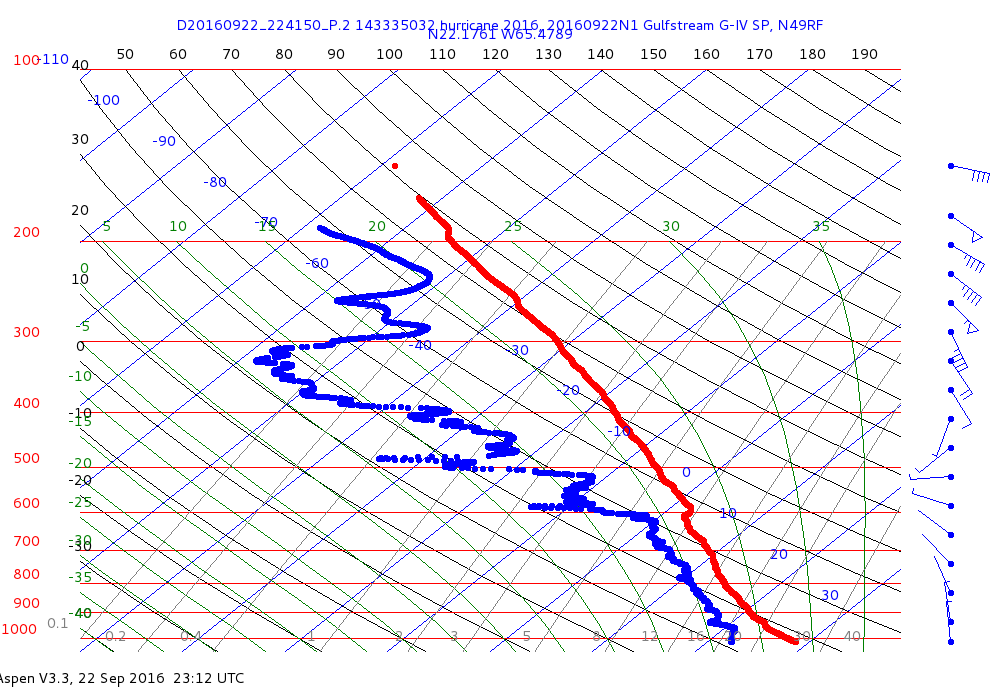 D20160922_224150_P.2 143335032,hurricane 2016, 20160922N1 Gulfstream G-IV SP, N49RF
N22.1761 W65.4789
50 60 70 80 90 100 110 120 130 140 150 160 170 180 190
100 -110 40
-100
30 -90
-80
20
200 5 10 15 -70 20 25 30 35
0 -60
10
-5
300
0 -40 -30
-10
-20
400 -10
-15 -10
500 -20
-20 0
600 -25
10
700 -30
-30 20
800 -35
30
900 -40
-40
1000 0.1 0.2 0.4 1 2 3 5 8 12 16 20 30 40
Aspen V3.3, 22 Sep 2016 23:12 UTC